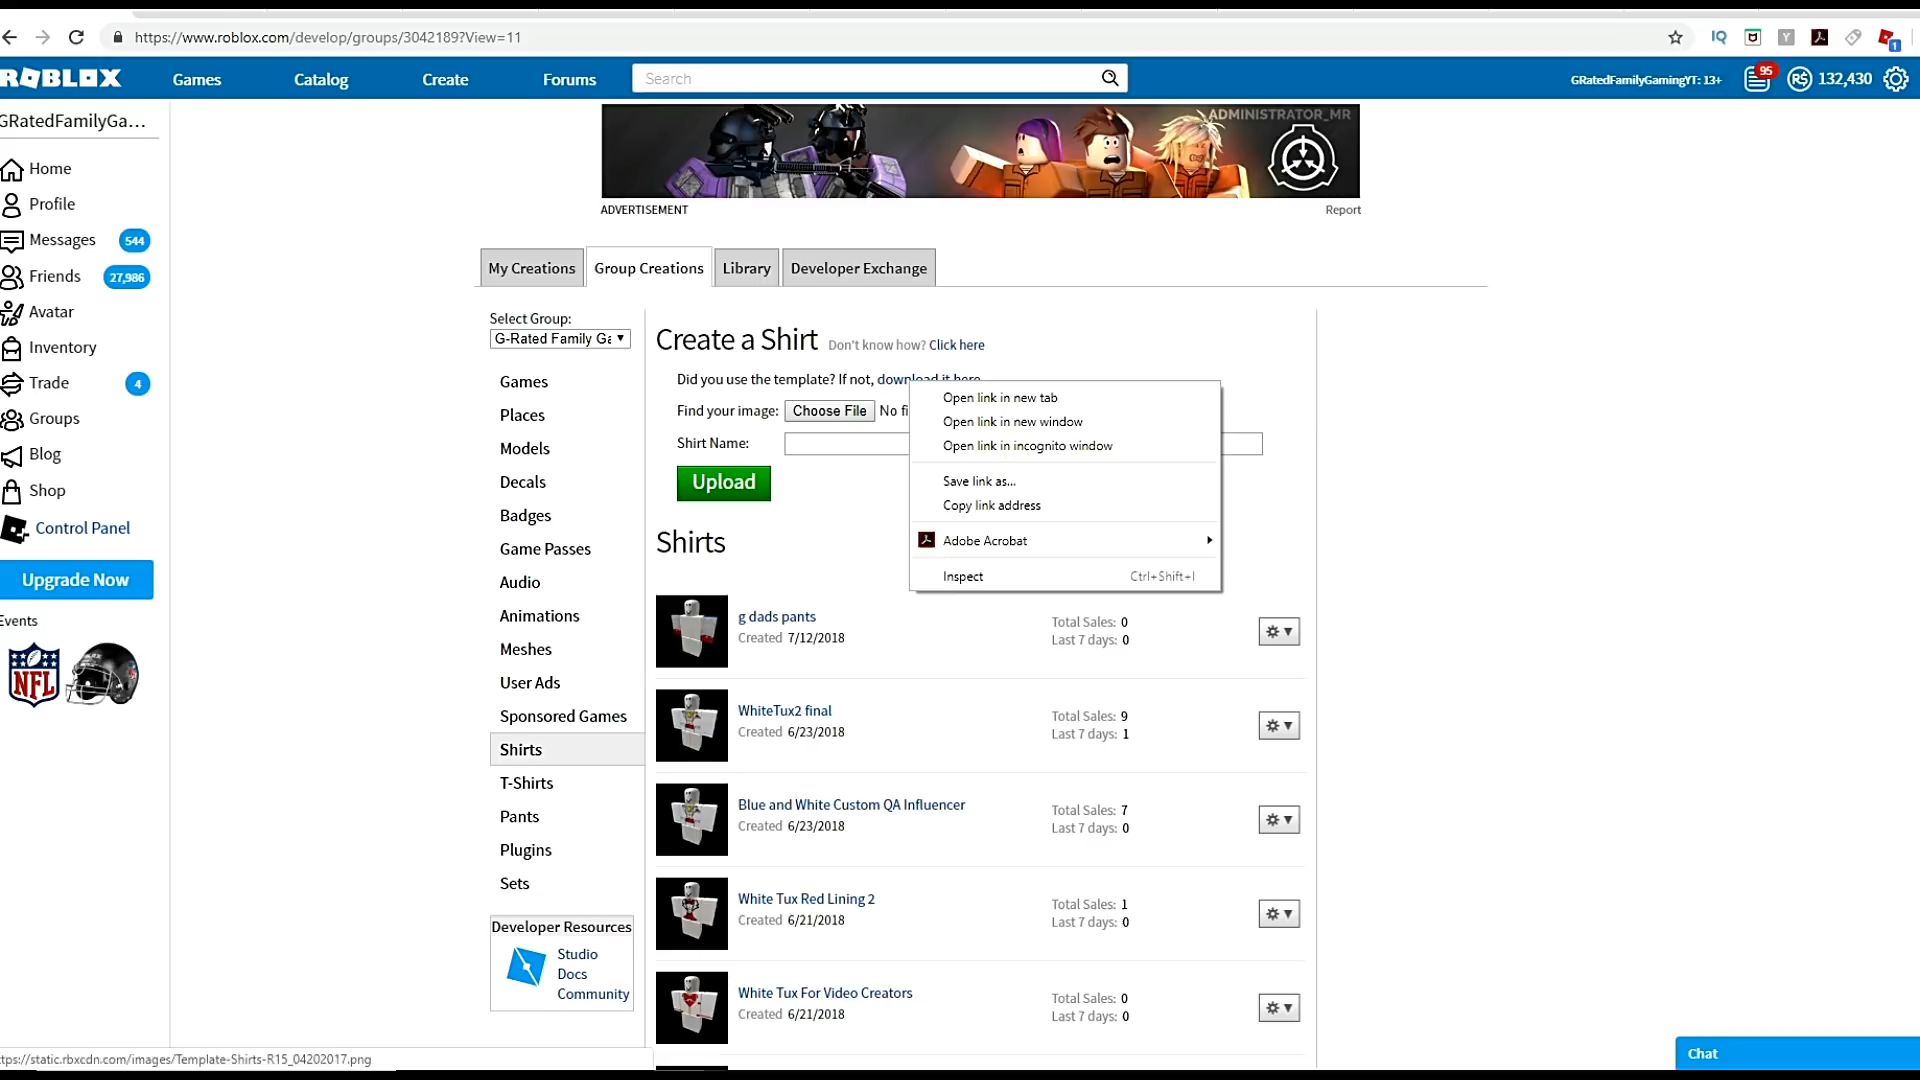 https://www.roblox.com/develop/groups/3042189?View=11
IQ
Y
1
ROBLOX
Games
Catalog
Create
Forums
Search
GRatedFamilyGamingYT: 13+
95
R$ 132,430
GRatedFamilyGa...
Home
Profile
Messages 544
Friends 27,986
Avatar
Inventory
Trade 4
Groups
Blog
Shop
Control Panel
Upgrade Now
Events
NFL
ADMINISTRATOR_MR
ADVERTISEMENT
Report
My Creations
Group Creations
Library
Developer Exchange
Select Group:
G-Rated Family Ga
Games
Places
Models
Decals
Badges
Game Passes
Audio
Animations
Meshes
User Ads
Sponsored Games
Shirts
T-Shirts
Pants
Plugins
Sets
Developer Resources
Studio
Docs
Community
Create a Shirt Don't know how? Click here
Did you use the template? If not, download it here
Find your image: Choose File No fi
Shirt Name:
Upload
Open link in new tab
Open link in new window
Open link in incognito window
Save link as...
Copy link address
Adobe Acrobat
Inspect Ctrl+Shift+I
Shirts
g dads pants
Created 7/12/2018
Total Sales: 0
Last 7 days: 0
WhiteTux2 final
Created 6/23/2018
Total Sales: 9
Last 7 days: 1
Blue and White Custom QA Influencer
Created 6/23/2018
Total Sales: 7
Last 7 days: 0
White Tux Red Lining 2
Created 6/21/2018
Total Sales: 1
Last 7 days: 0
White Tux For Video Creators
Created 6/21/2018
Total Sales: 0
Last 7 days: 0
ttps://static.rbxcdn.com/images/Template-Shirts-R15_04202017.png
Chat